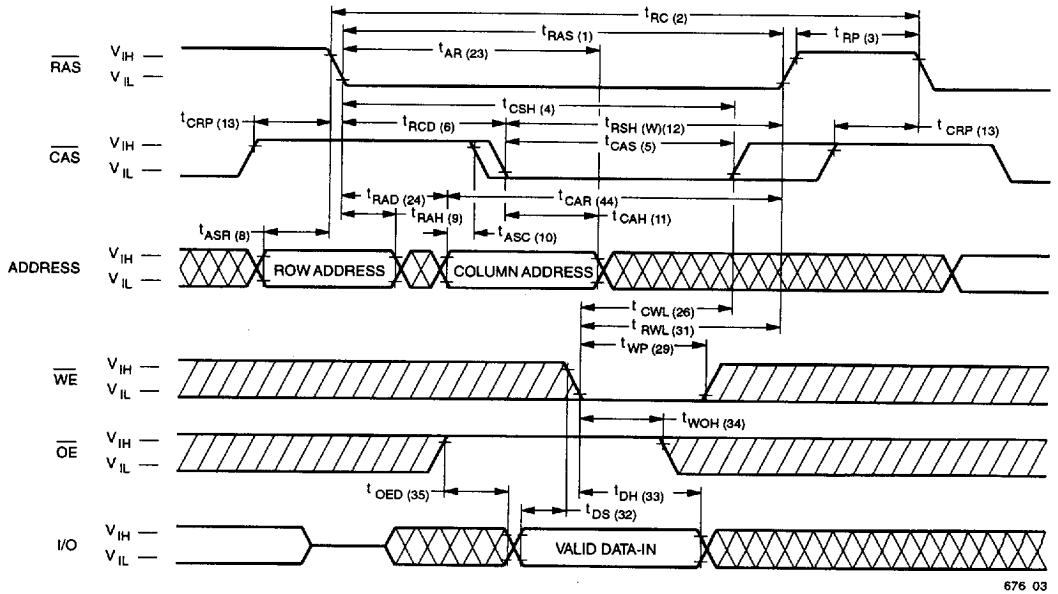 t RC (2)
t RAS (1)
t RP (3)
t AR (23)
RAS
V IH
V IL
t CSH (4)
t CRP (13)
t RCD (6)
t RSH (W)(12)
t CRP (13)
CAS
V IH
V IL
t CAS (5)
t RAD (24)
t CAR (44)
t RAH (9)
t CAH (11)
t ASR (8)
t ASC (10)
ADDRESS
V IH
V IL
ROW ADDRESS
COLUMN ADDRESS
t CWL (26)
t RWL (31)
t WP (29)
WE
V IH
V IL
t WOH (34)
OE
V IH
V IL
t OED (35)
t DH (33)
t DS (32)
I/O
V IH
V IL
VALID DATA-IN
676 03